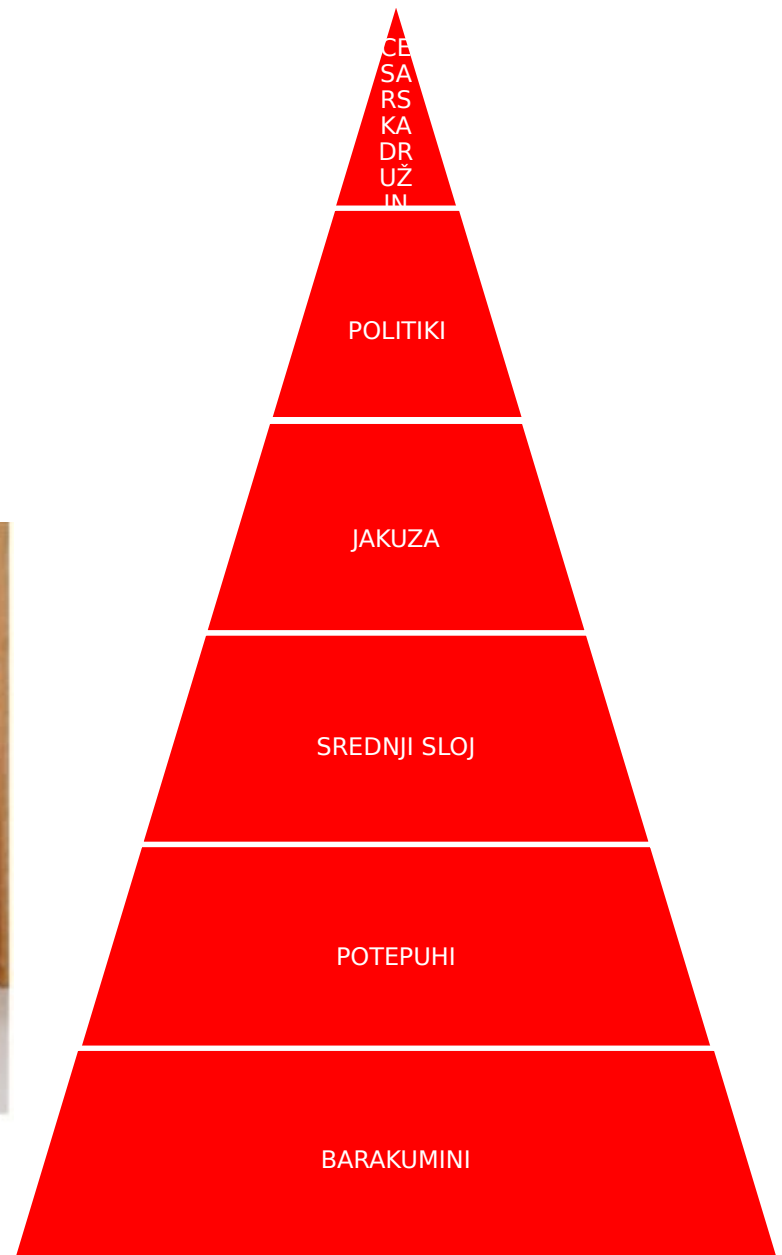 CE
SA
RS
KA
DR
UŽ
IN
POLITIKI
JAKUZA
SREDNJI SLOJ
POTEPUHI
BARAKUMINI